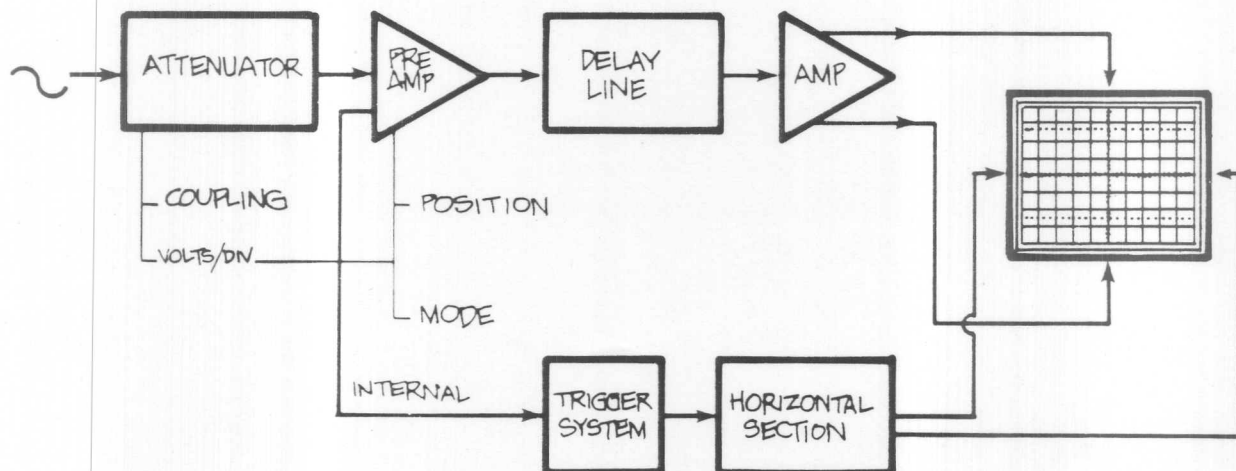 ATTENUATOR
PRE
AMP
DELAY
LINE
AMP
COUPLING
VOLTS/DIV
POSITION
MODE
INTERNAL
TRIGGER
SYSTEM
HORIZONTAL
SECTION